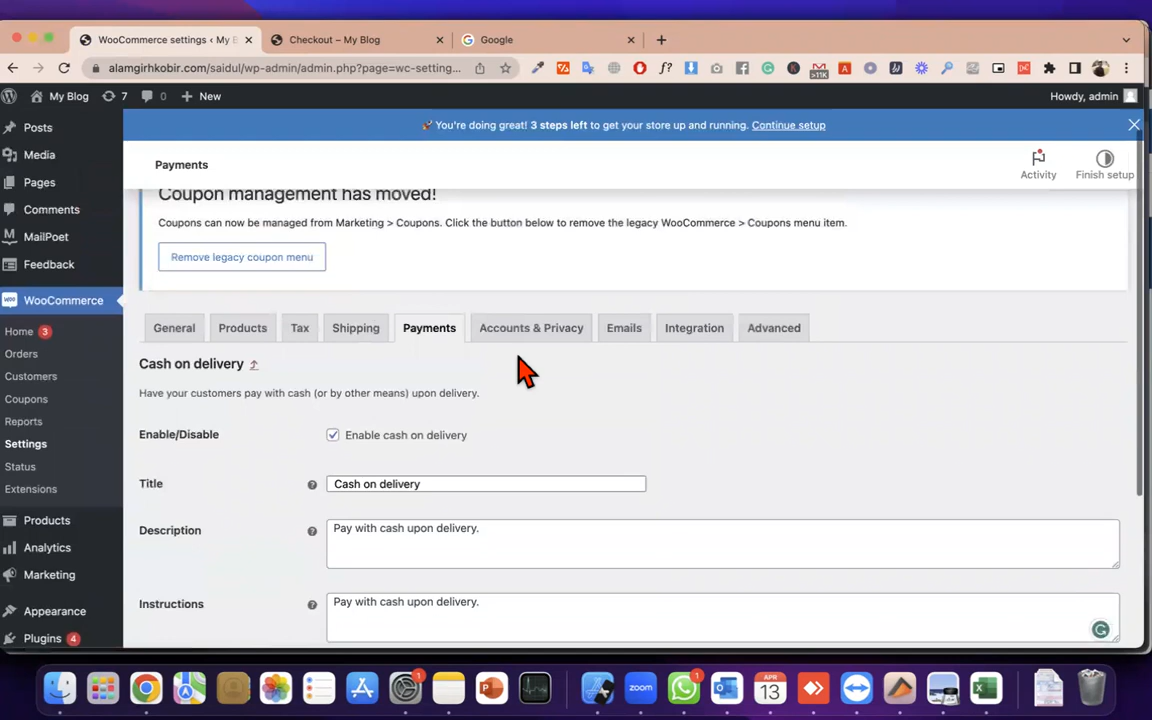 WooCommerce settings < My B
Checkout – My Blog
Google
alamgirhkobir.com/saidul/wp-admin/admin.php?page=wc-setting...
My Blog
7
0
New
Howdy, admin
🚀 You're doing great! 3 steps left to get your store up and running. Continue setup
Payments
Activity
Finish setup
Posts
Media
Pages
Comments
MailPoet
Feedback
WooCommerce
Home 3
Orders
Customers
Coupons
Reports
Settings
Status
Extensions
Products
Analytics
Marketing
Appearance
Plugins 4
Coupon management has moved!
Coupons can now be managed from Marketing > Coupons. Click the button below to remove the legacy WooCommerce > Coupons menu item.
Remove legacy coupon menu
General
Products
Tax
Shipping
Payments
Accounts & Privacy
Emails
Integration
Advanced
Cash on delivery
Have your customers pay with cash (or by other means) upon delivery.
Enable/Disable
Enable cash on delivery
Title
Cash on delivery
Description
Pay with cash upon delivery.
Instructions
Pay with cash upon delivery.
1
zoom
1
APR
13